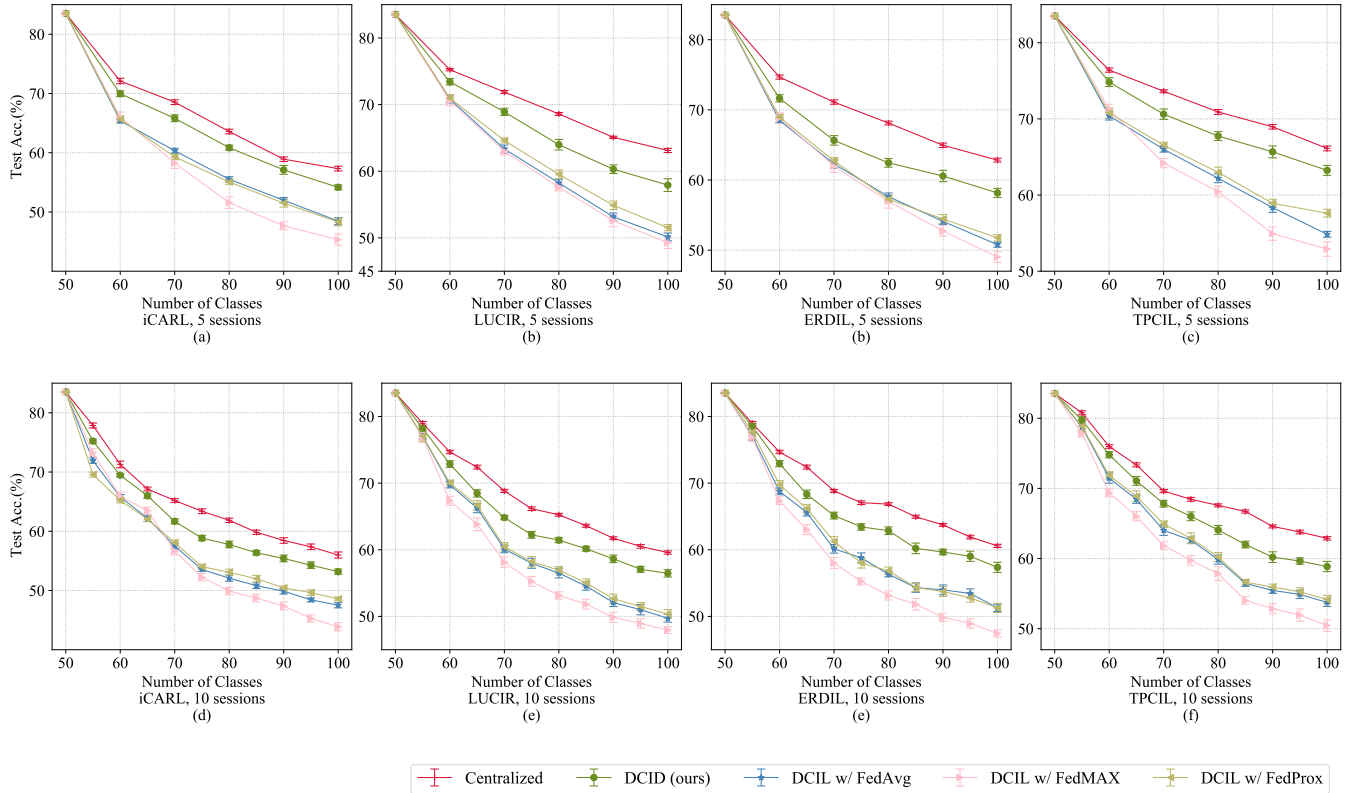 80
70
60
50
Test Acc.(%)
50 60 70 80 90 100
Number of Classes
iCARL, 5 sessions
(a)
80
70
60
50
45
50 60 70 80 90 100
Number of Classes
LUCIR, 5 sessions
(b)
80
70
60
50
50 60 70 80 90 100
Number of Classes
ERDIL, 5 sessions
(b)
80
70
60
50
50 60 70 80 90 100
Number of Classes
TPCIL, 5 sessions
(c)
80
70
60
50
Test Acc.(%)
50 60 70 80 90 100
Number of Classes
iCARL, 10 sessions
(d)
80
70
60
50
45
50 60 70 80 90 100
Number of Classes
LUCIR, 10 sessions
(e)
80
70
60
50
50 60 70 80 90 100
Number of Classes
ERDIL, 10 sessions
(e)
80
70
60
50
50 60 70 80 90 100
Number of Classes
TPCIL, 10 sessions
(f)
Centralized DCID (ours) DCIL w/ FedAvg DCIL w/ FedMAX DCIL w/ FedProx